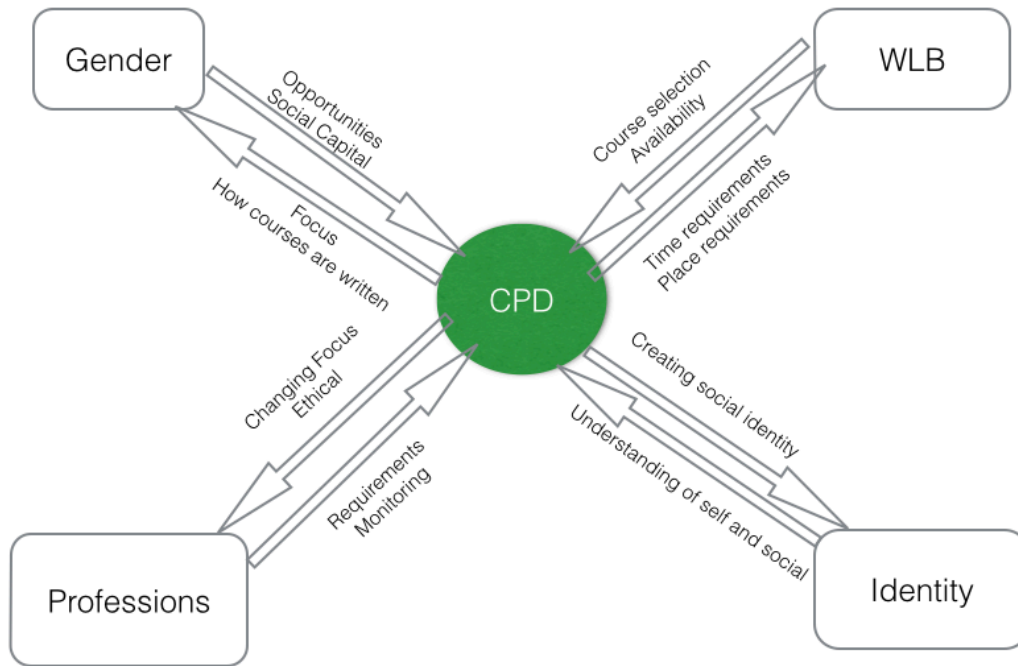 Gender
WLB
Opportunities
Social Capital
Course selection
Availability
Focus
How courses are written
Time requirements
Place requirements
CPD
Changing Focus
Ethical
Creating social identity
Requirements
Monitoring
Understanding of self and social
Professions
Identity